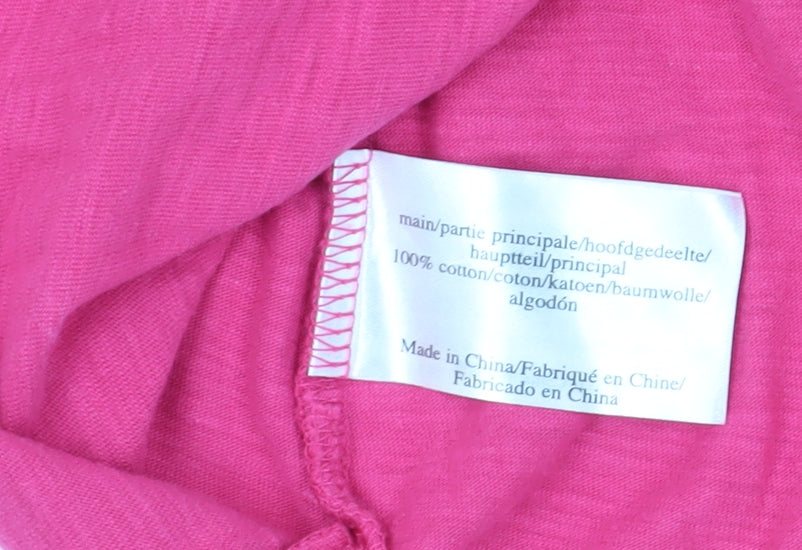 main/partie principale/hoofdgedeelte/
hauptteil/principal
100% cotton/coton/katoen/baumwolle/
algodón
Made in China/Fabriqué en Chine/
Fabricado en China